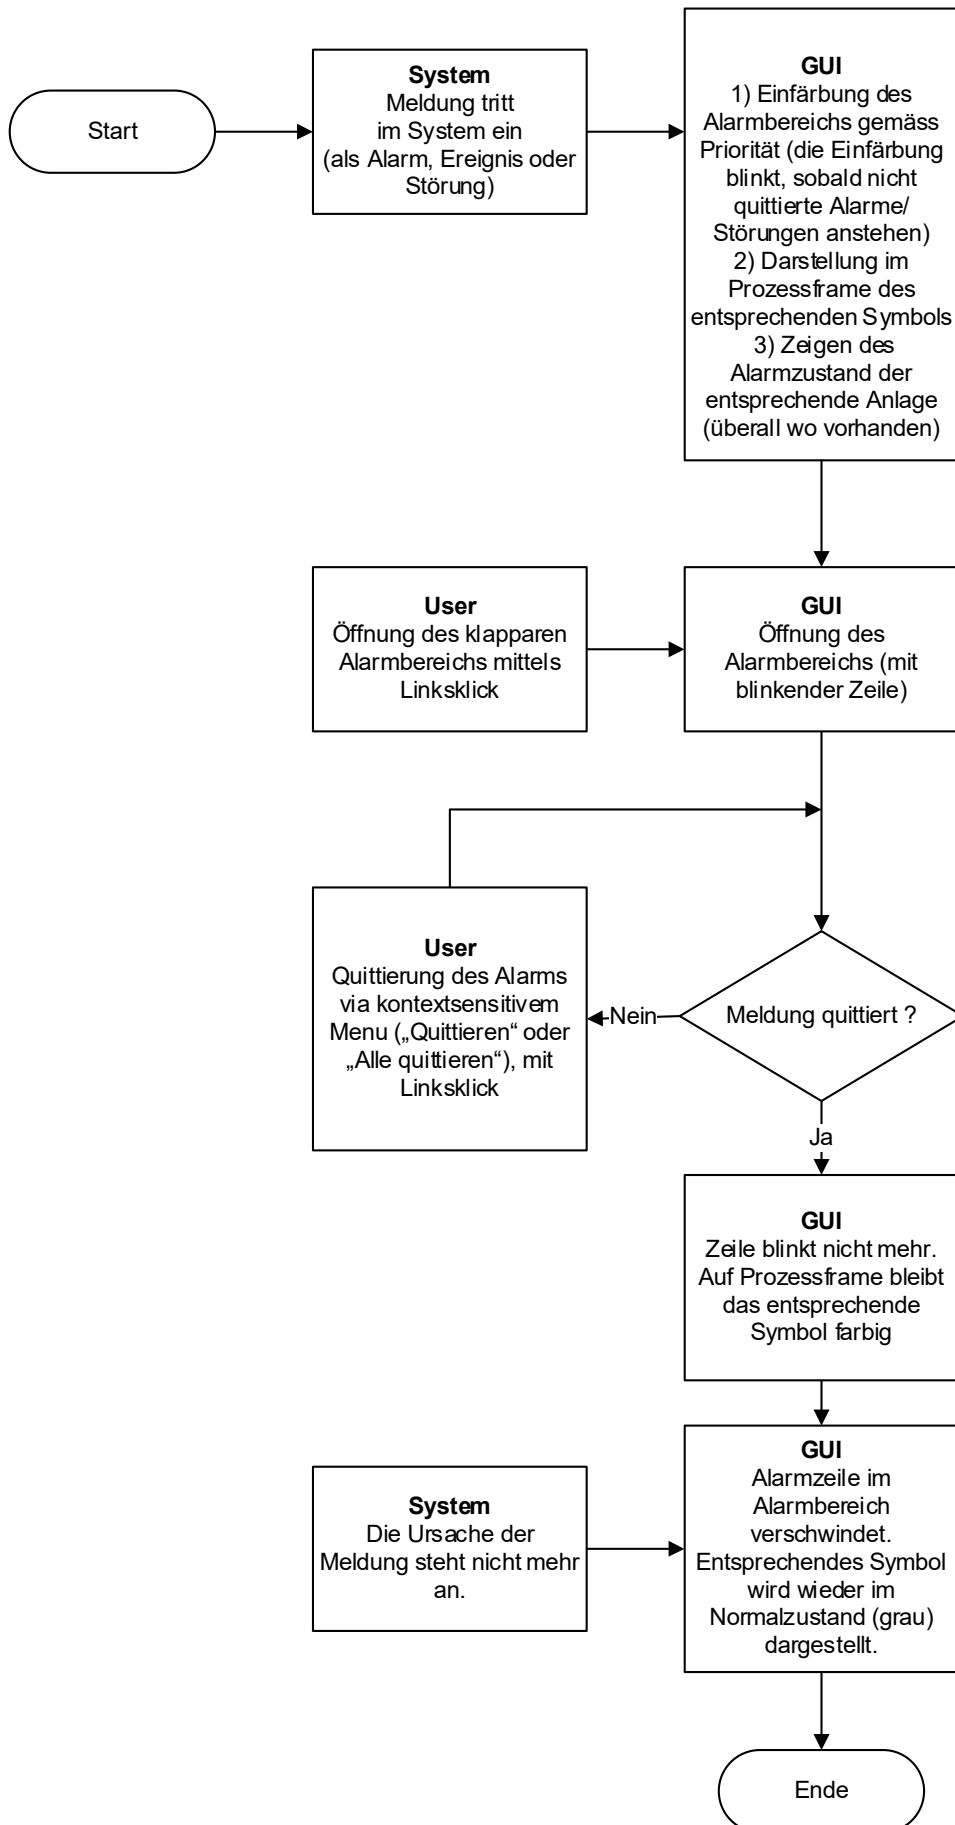 Start
System
Meldung tritt
im System ein
(als Alarm, Ereignis oder
Störung)
GUI
1) Einfärbung des
Alarmbereichs gemäss
Priorität (die Einfärbung
blinkt, sobald nicht
quittierte Alarme/
Störungen anstehen)
2) Darstellung im
Prozessframe des
entsprechenden Symbols
3) Zeigen des
Alarmzustand der
entsprechende Anlage
(überall wo vorhanden)
User
Öffnung des klapparen
Alarmbereichs mittels
Linksklick
GUI
Öffnung des
Alarmbereichs (mit
blinkender Zeile)
User
Quittierung des Alarms
via kontextsensitivem
Menu („Quittieren“ oder
„Alle quittieren“), mit
Linksklick
Nein
Meldung quittiert ?
Ja
GUI
Zeile blinkt nicht mehr.
Auf Prozessframe bleibt
das entsprechende
Symbol farbig
System
Die Ursache der
Meldung steht nicht mehr
an.
GUI
Alarmzeile im
Alarmbereich
verschwindet.
Entsprechendes Symbol
wird wieder im
Normalzustand (grau)
dargestellt.
Ende